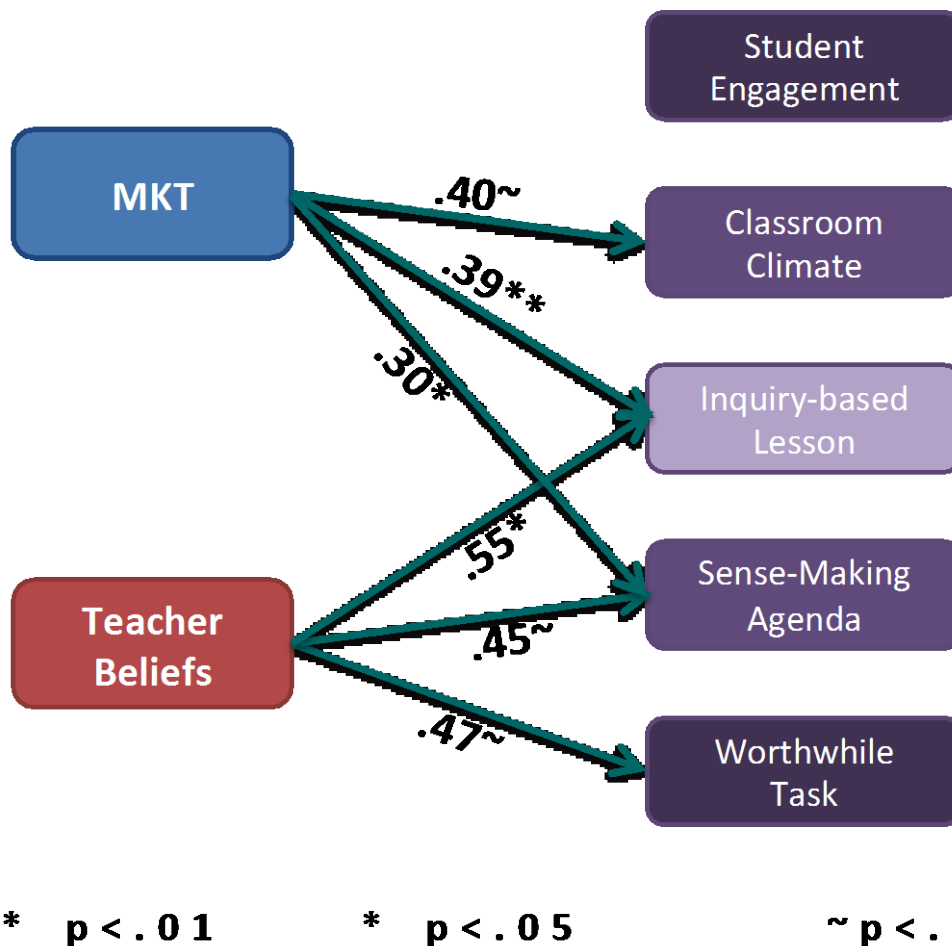 Student
Engagement
MKT
.40~
Classroom
Climate
.39**
.30*
Inquiry-based
Lesson
.55*
Sense-Making
Agenda
Teacher
Beliefs
.45~
.47~
Worthwhile
Task
* p < . 0 1 * p < . 0 5 ~ p < .